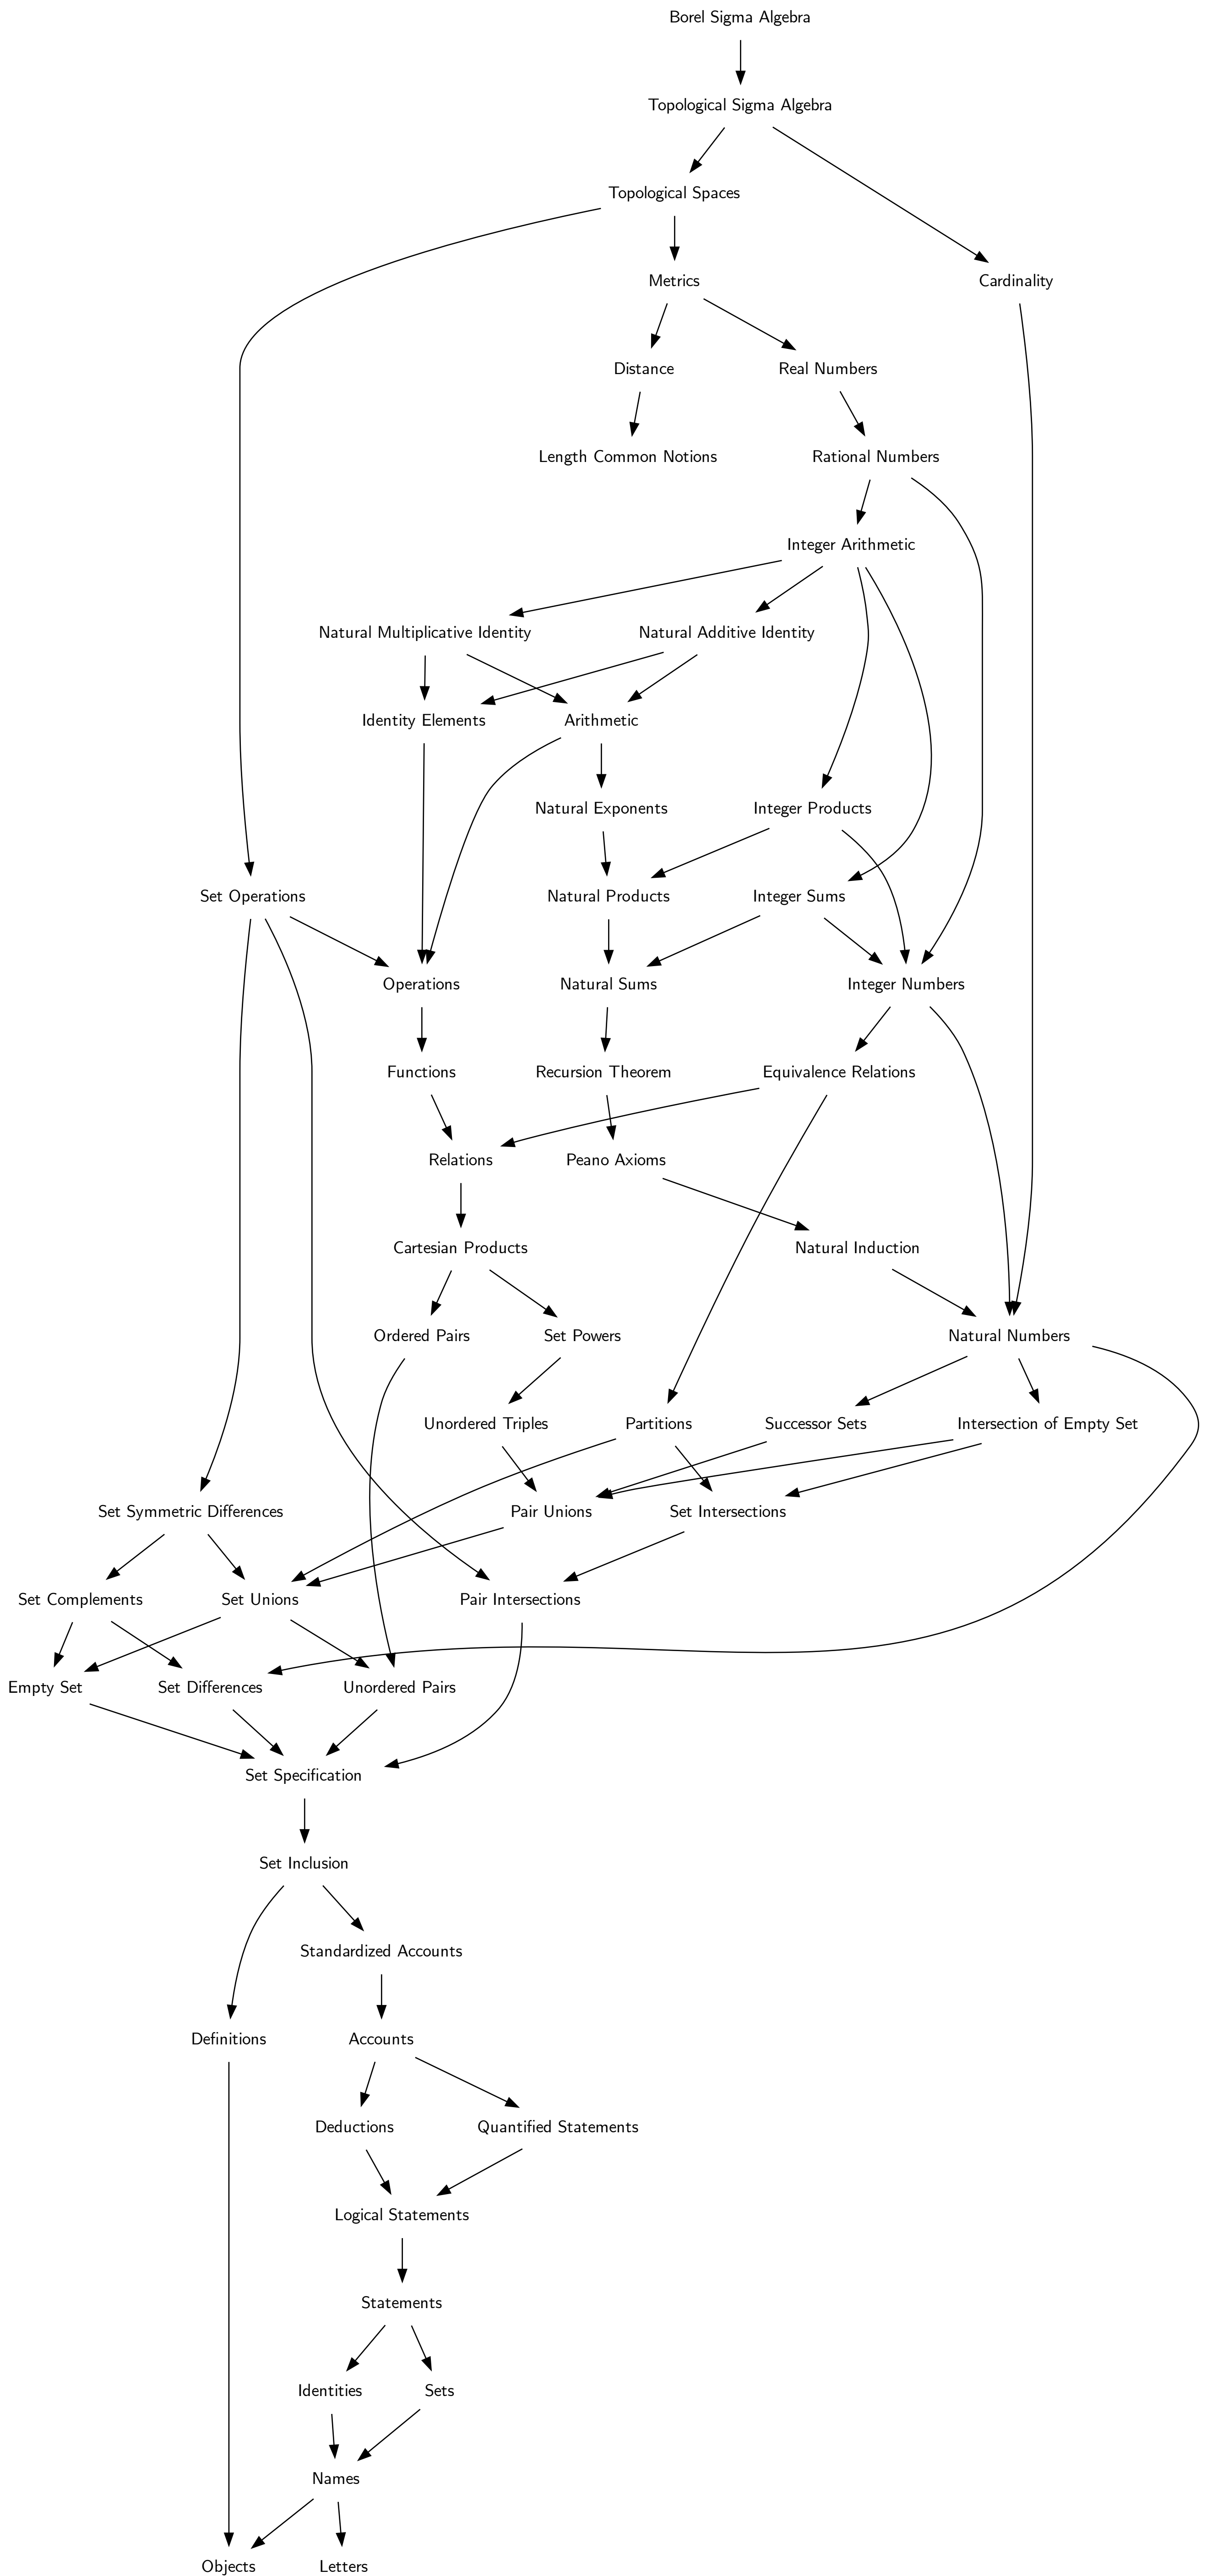 Borel Sigma Algebra
Topological Sigma Algebra
Topological Spaces
Metrics
Cardinality
Distance
Real Numbers
Length Common Notions
Rational Numbers
Integer Arithmetic
Natural Multiplicative Identity
Natural Additive Identity
Identity Elements
Arithmetic
Natural Exponents
Integer Products
Set Operations
Natural Products
Integer Sums
Operations
Natural Sums
Integer Numbers
Functions
Recursion Theorem
Equivalence Relations
Relations
Peano Axioms
Cartesian Products
Natural Induction
Ordered Pairs
Set Powers
Natural Numbers
Unordered Triples
Partitions
Successor Sets
Intersection of Empty Set
Set Symmetric Differences
Pair Unions
Set Intersections
Set Complements
Set Unions
Pair Intersections
Empty Set
Set Differences
Unordered Pairs
Set Specification
Set Inclusion
Standardized Accounts
Definitions
Accounts
Deductions
Quantified Statements
Logical Statements
Statements
Identities
Sets
Names
Objects
Letters